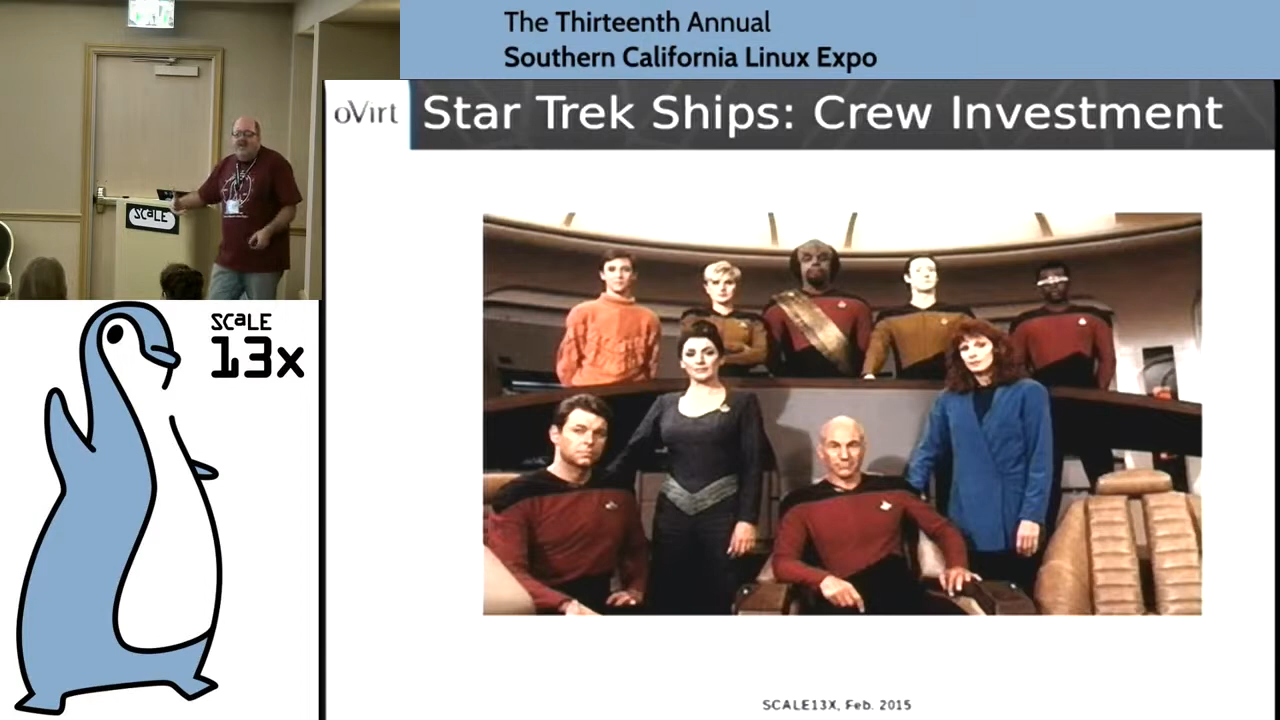 The Thirteenth Annual
Southern California Linux Expo
oVirt
Star Trek Ships: Crew Investment
SCALE
SCALE
13x
SCALE13X, Feb. 2015